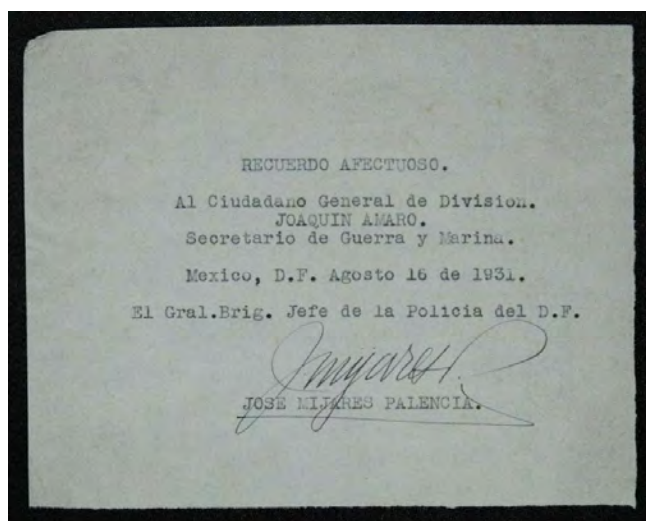 RECUERDO AFECTUOSO.
Al Ciudadano General de Division.
JOAQUIN AMARO.
Secretario de Guerra y Marina.
Mexico, D.F. Agosto 16 de 1931.
El Gral.Brig. Jefe de la Policia del D.F.
JMijaresP.
JOSE MIJARES PALENCIA.